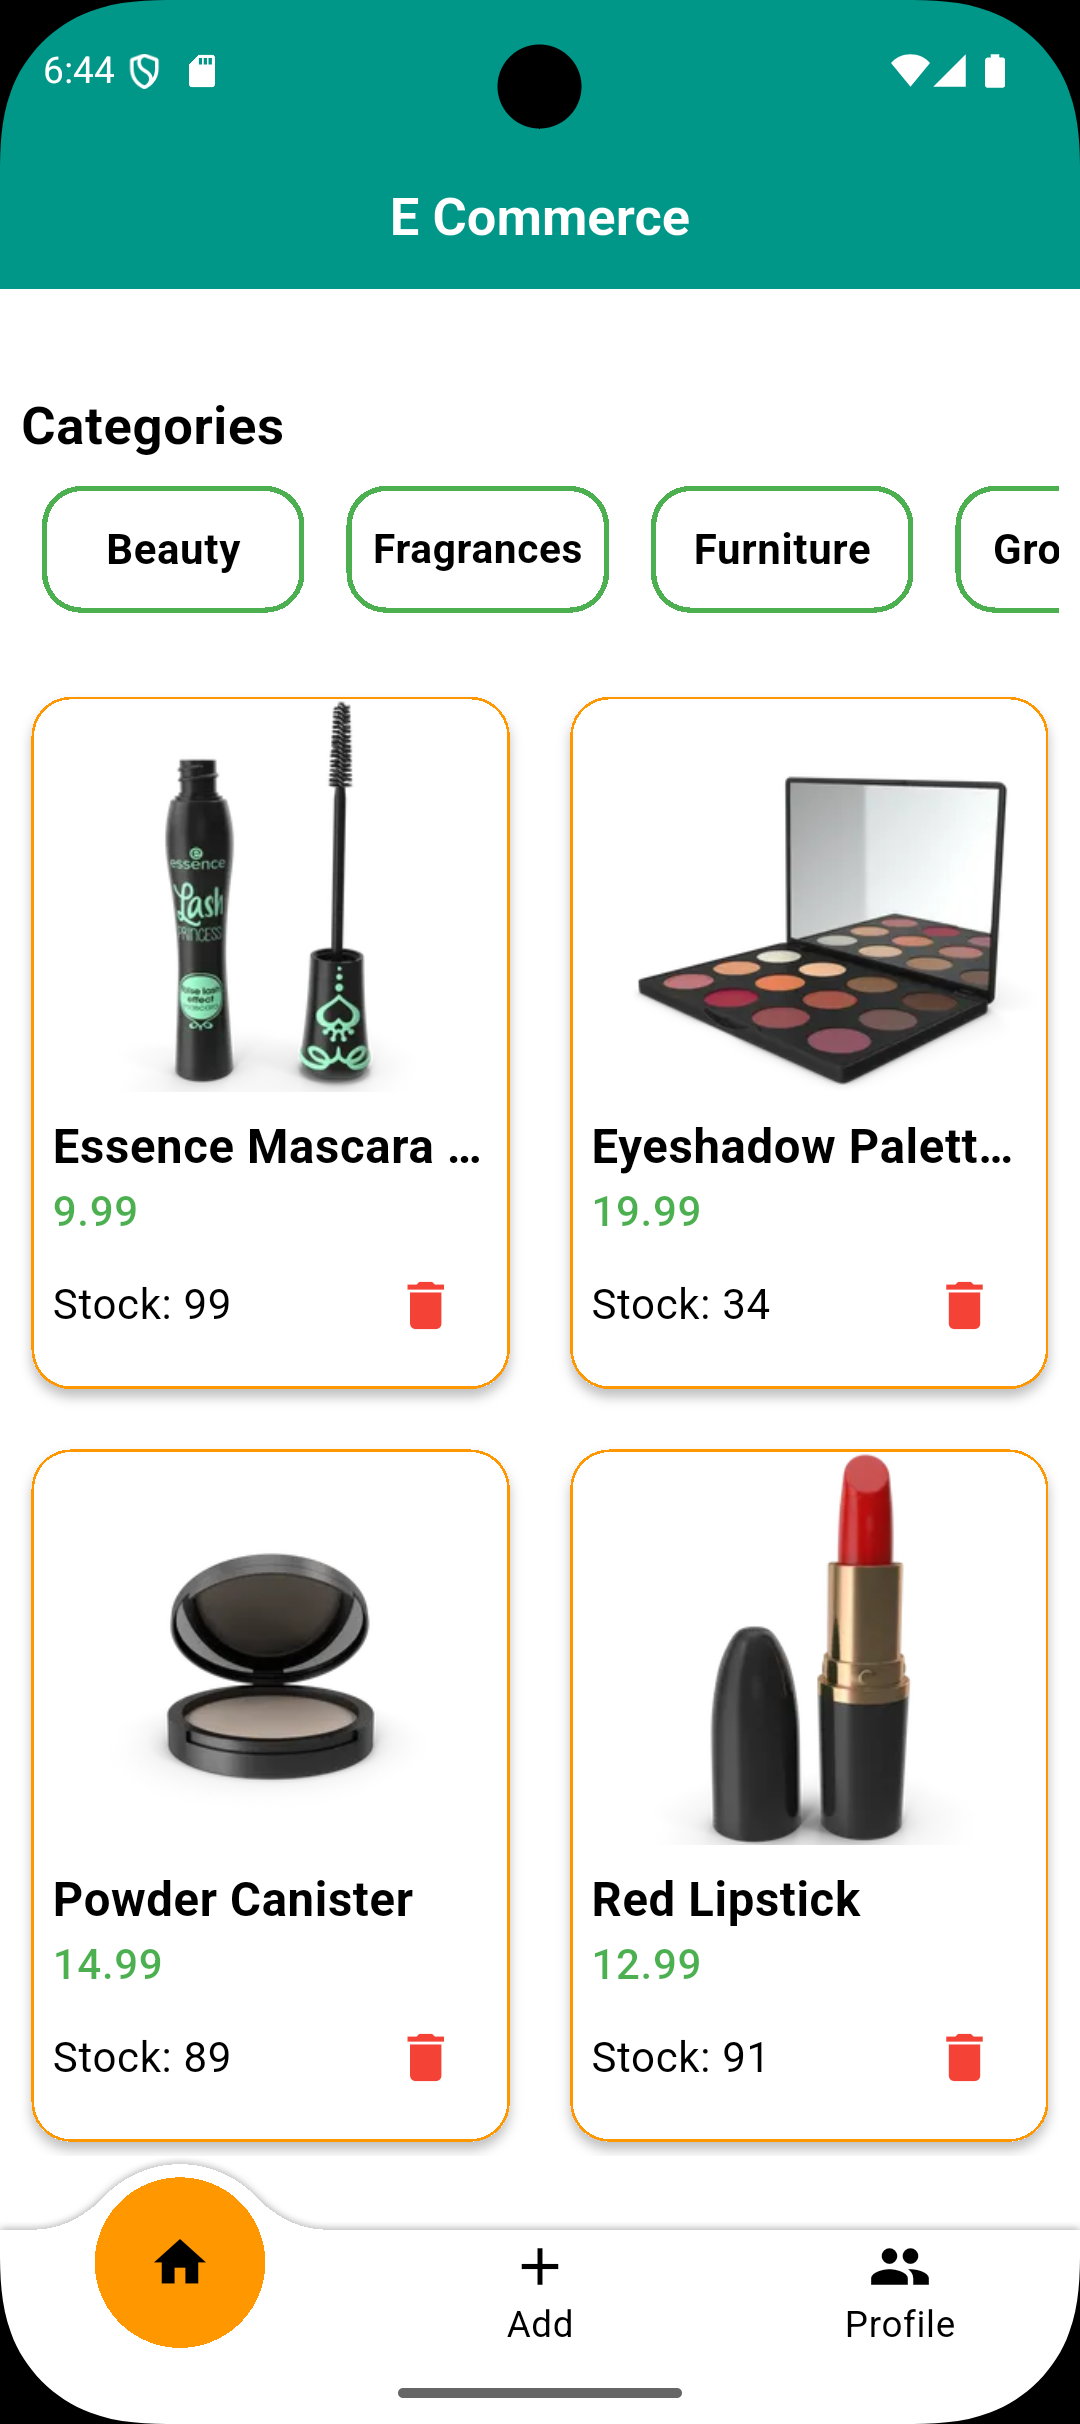 6:44
E Commerce
Categories
Beauty
Fragrances
Furniture
Gro
essence
Lash
PRINCESS
false lash
effect
mascara
Essence Mascara ...
9.99
Stock: 99
Eyeshadow Palett...
19.99
Stock: 34
Powder Canister
14.99
Stock: 89
Red Lipstick
12.99
Stock: 91
Add
Profile